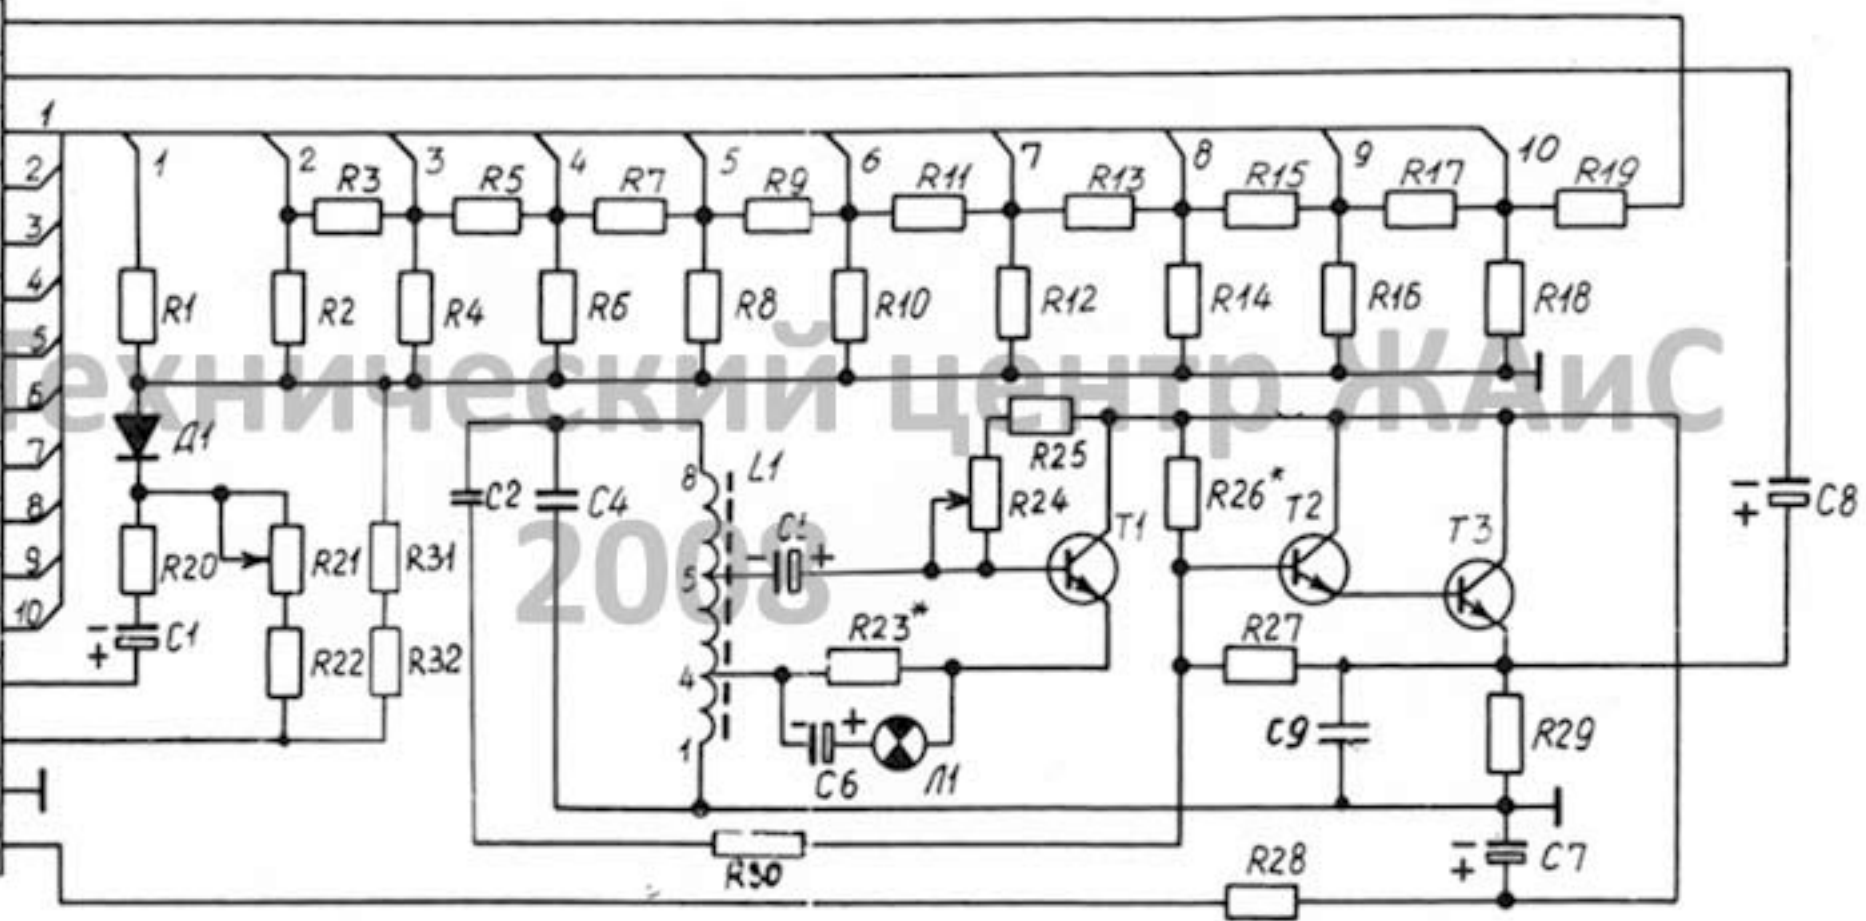 1
2
3
4
5
6
7
8
9
10
1 2 3 4 5 6 7 8 9 10
R3 R5 R7 R9 R11 R13 R15 R17 R19
R1 R2 R4 R6 R8 R10 R12 R14 R16 R18
Технический центр ЖАиС
2008
Д1
R20 R21 R31
C1 R22 R32
C2 C4
8 L1
5
4
1
R25
R24
T1
R23*
C6 Л1
R26* T2
T3
R27
C9 R29
C8
R30
R28 C7
- +
- +
- +
- +
- +